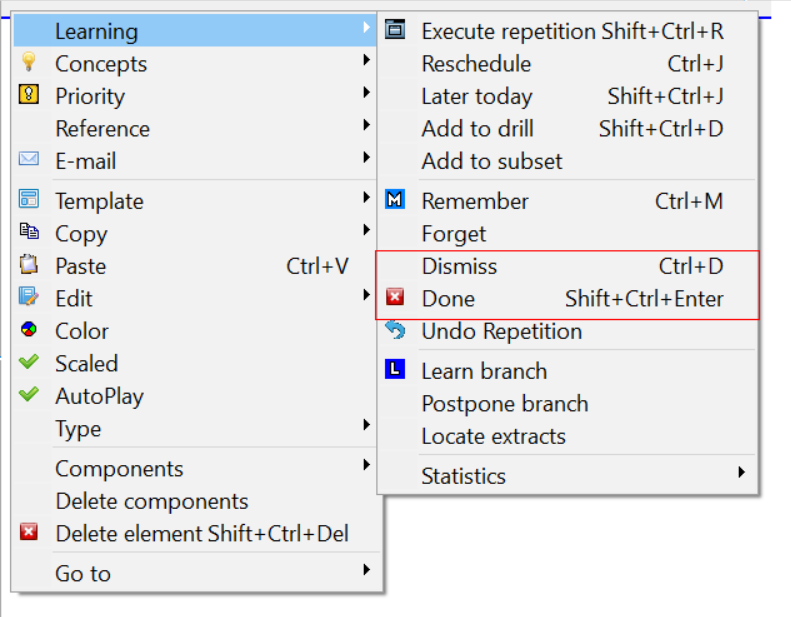 Learning
Concepts
Priority
Reference
E-mail
Template
Copy
Paste Ctrl+V
Edit
Color
Scaled
AutoPlay
Type
Components
Delete components
Delete element Shift+Ctrl+Del
Go to
Execute repetition Shift+Ctrl+R
Reschedule Ctrl+J
Later today Shift+Ctrl+J
Add to drill Shift+Ctrl+D
Add to subset
Remember Ctrl+M
Forget
Dismiss Ctrl+D
Done Shift+Ctrl+Enter
Undo Repetition
Learn branch
Postpone branch
Locate extracts
Statistics